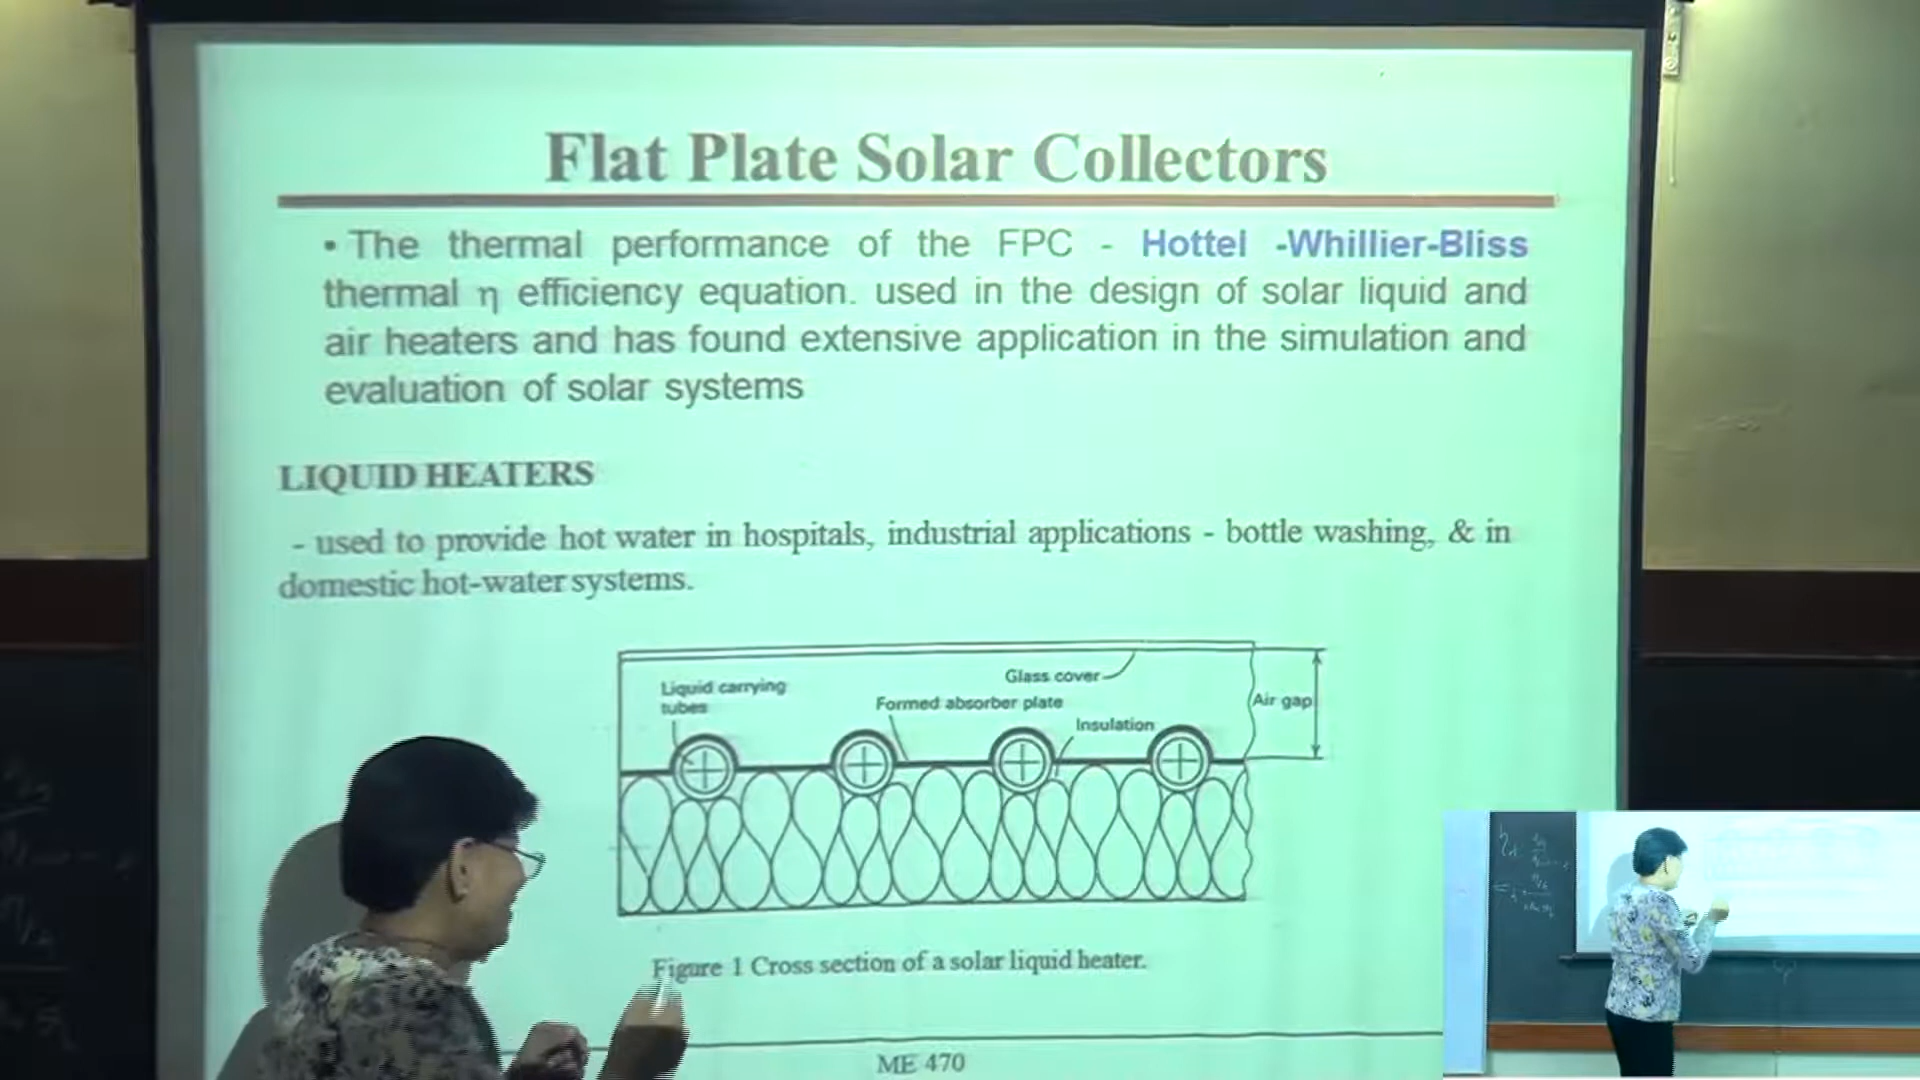 Flat Plate Solar Collectors
• The thermal performance of the FPC - Hottel -Whillier-Bliss
thermal η efficiency equation. used in the design of solar liquid and
air heaters and has found extensive application in the simulation and
evaluation of solar systems
LIQUID HEATERS
- used to provide hot water in hospitals, industrial applications - bottle washing, & in
domestic hot-water systems.
Glass cover
Liquid carrying
tubes
Formed absorber plate
Air gap
Insulation
Figure 1 Cross section of a solar liquid heater.
ME 470